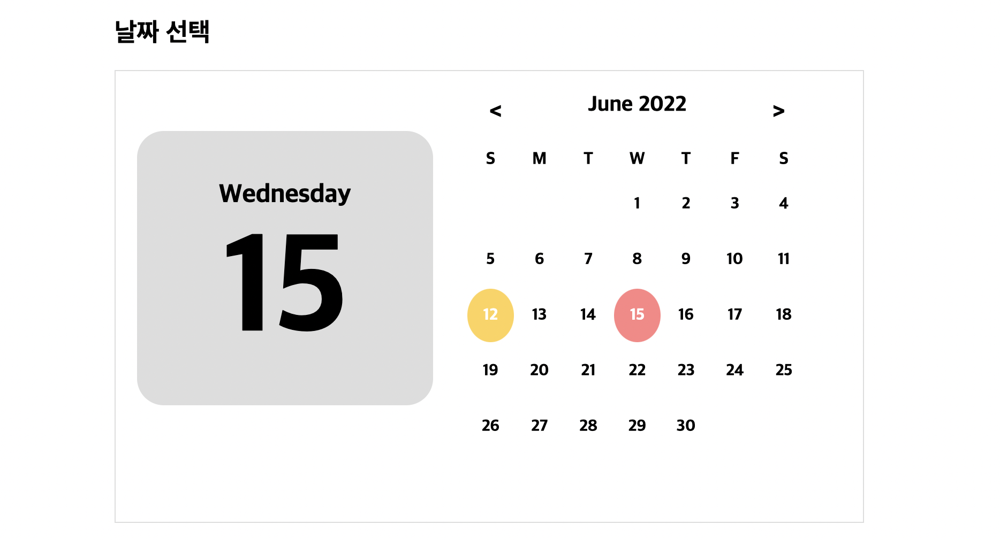 날짜 선택
Wednesday
15
< June 2022 >
S M T W T F S
1 2 3 4
5 6 7 8 9 10 11
12 13 14 15 16 17 18
19 20 21 22 23 24 25
26 27 28 29 30